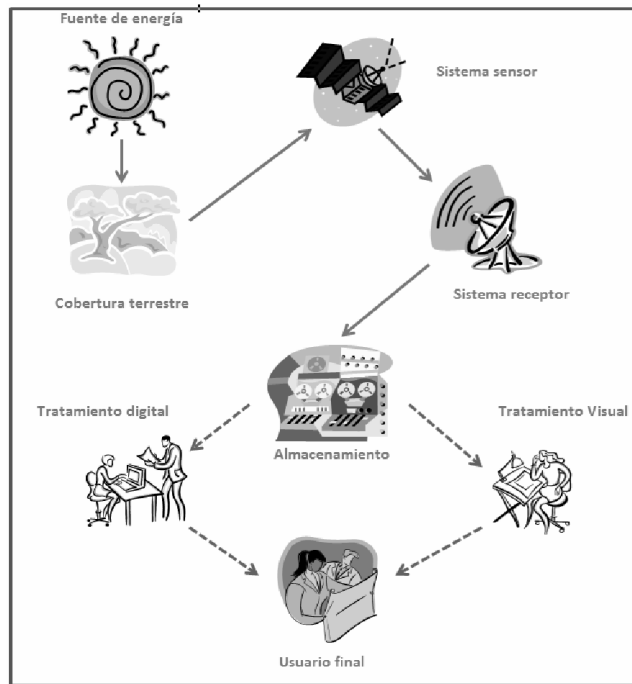 Fuente de energía
Sistema sensor
Cobertura terrestre
Sistema receptor
Tratamiento digital
Almacenamiento
Tratamiento Visual
Usuario final